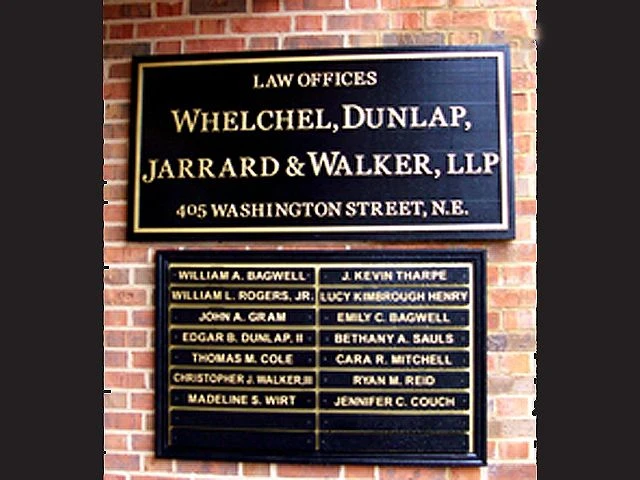 LAW OFFICES
WHELCHEL, DUNLAP,
JARRARD & WALKER, LLP
405 WASHINGTON STREET, N.E.
WILLIAM A. BAGWELL
WILLIAM L. ROGERS, JR.
JOHN A. GRAM
EDGAR B. DUNLAP, II
THOMAS M. COLE
CHRISTOPHER J. WALKER, III
MADELINE S. WIRT
J. KEVIN THARPE
LUCY KIMBROUGH HENRY
EMILY C. BAGWELL
BETHANY A. SAULS
CARA R. MITCHELL
RYAN M. REID
JENNIFER C. COUCH